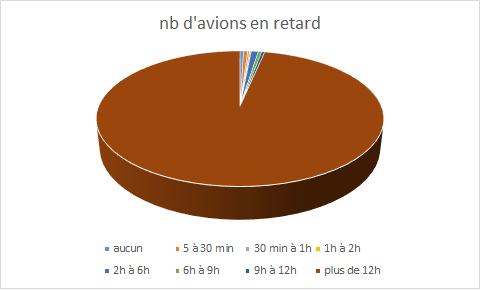 nb d'avions en retard
aucun 5 à 30 min 30 min à 1h 1h à 2h
2h à 6h 6h à 9h 9h à 12h plus de 12h